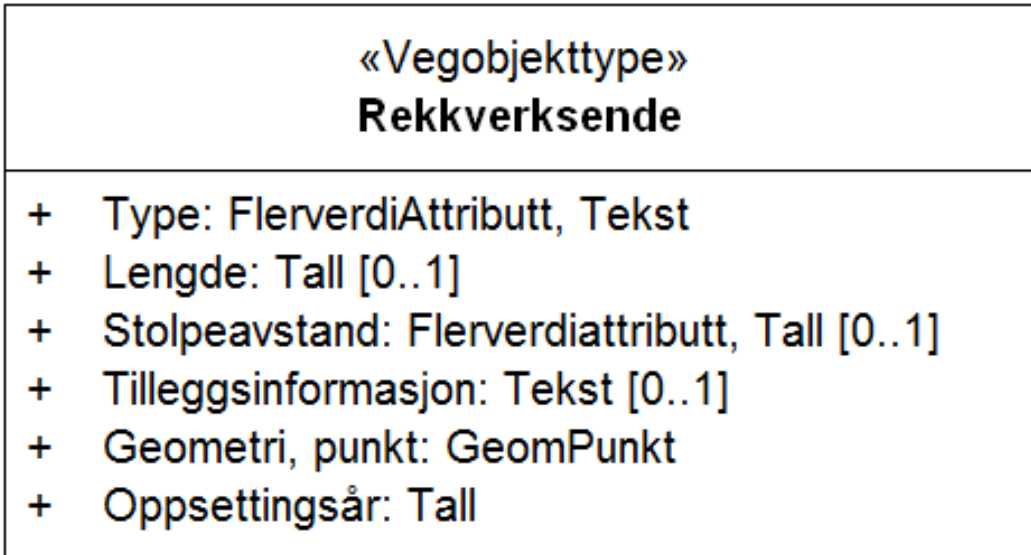 «Vegobjekttype»
Rekkverksende
+ Type: FlerverdiAttributt, Tekst
+ Lengde: Tall [0..1]
+ Stolpeavstand: Flerverdiattributt, Tall [0..1]
+ Tilleggsinformasjon: Tekst [0..1]
+ Geometri, punkt: GeomPunkt
+ Oppsettingsår: Tall